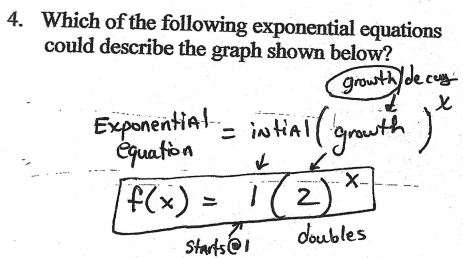 4. Which of the following exponential equations
could describe the graph shown below?
growth/decay
Exponential equation = intial (growth)^x
f(x) = 1(2)^x
Starts@1 doubles